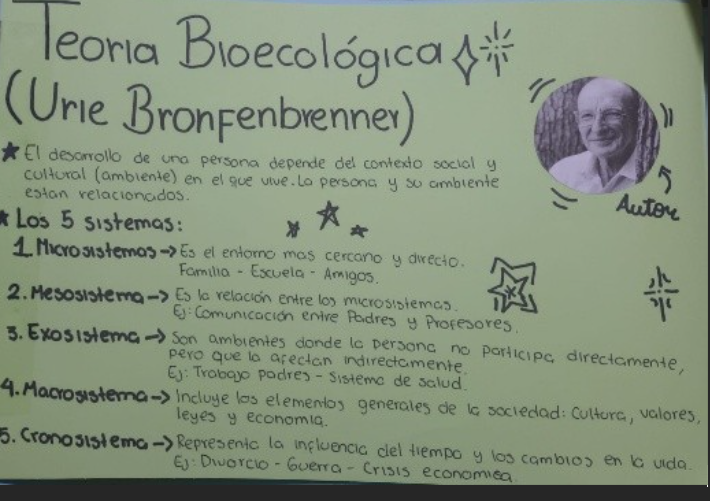 Teoria Bioecológica
(Urie Bronfenbrenner)
El desarrollo de una persona depende del contexto social y
cultural (ambiente) en el que vive. La persona y su ambiente
estan relacionados.
Autor
Los 5 sistemas:
1. Microsistemas -> Es el entorno mas cercano y directo.
Familia - Escuela - Amigos.
2. Mesosistema -> Es la relación entre los microsistemas.
Ej: Comunicación entre Padres y Profesores.
3. Exosistema -> Son ambientes donde la persona no participa directamente,
pero que la afectan indirectamente.
Ej: Trabajo padres - Sistema de salud.
4. Macrosistema -> Incluye los elementos generales de la sociedad: Cultura, valores,
leyes y economia.
5. Cronosistema -> Representa la influencia del tiempo y los cambios en la vida.
Ej: Divorcio - Guerra - Crisis economica.